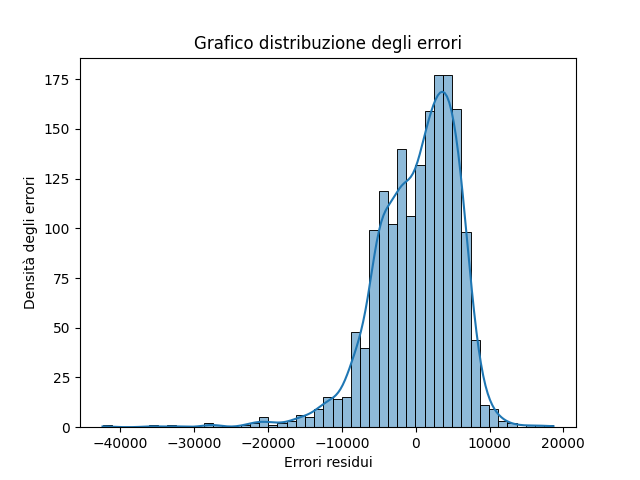 Grafico distribuzione degli errori
175
150
125
100
75
50
25
0
Densità degli errori
−40000 −30000 −20000 −10000 0 10000 20000
Errori residui